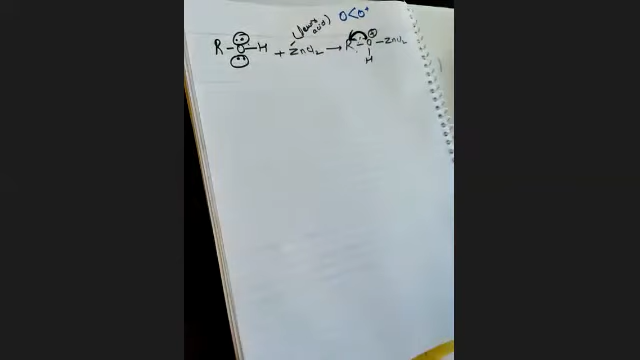 (Lewis acid) O<O⁺
R-O-H + ZnCl₂ → R-O-ZnCl₂
H